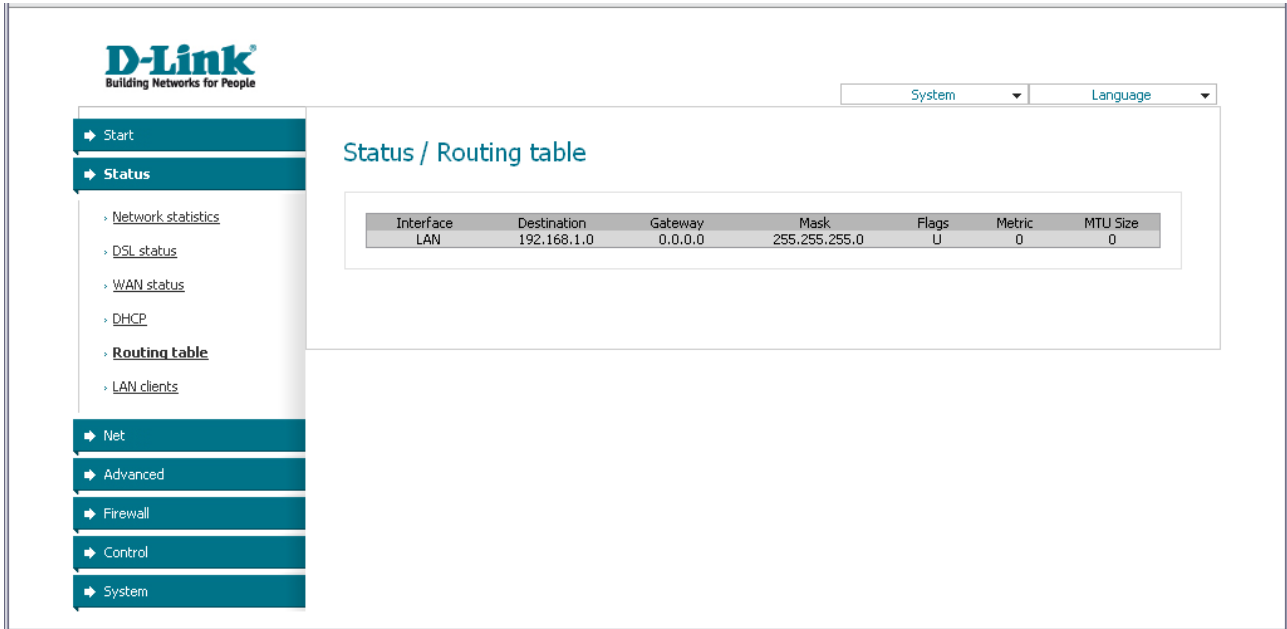 D-Link®
Building Networks for People
System Language
Start
Status
Network statistics
DSL status
WAN status
DHCP
Routing table
LAN clients
Net
Advanced
Firewall
Control
System
Status / Routing table
Interface Destination Gateway Mask Flags Metric MTU Size
LAN 192.168.1.0 0.0.0.0 255.255.255.0 U 0 0